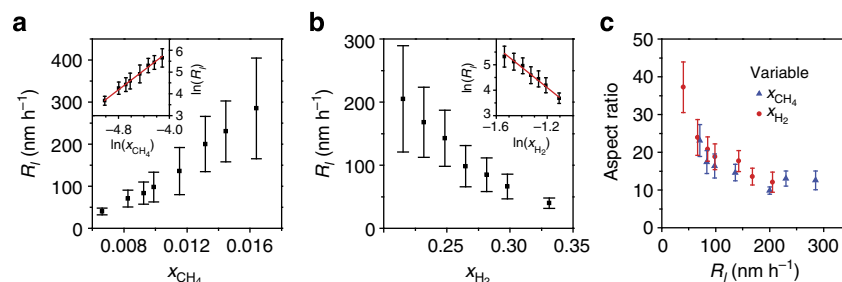 a
400
300
200
100
0
R_l (nm h⁻¹)
0.008
0.012
0.016
x_CH₄
6
5
4
3
ln(R_l)
−4.8
−4.4
−4.0
ln(x_CH₄)
b
300
200
100
0
R_l (nm h⁻¹)
0.25
0.30
0.35
x_H₂
5
4
3
ln(R_l)
−1.6
−1.4
−1.2
ln(x_H₂)
c
50
40
30
20
10
0
Aspect ratio
Variable
x_CH₄
x_H₂
0
100
200
300
R_l (nm h⁻¹)